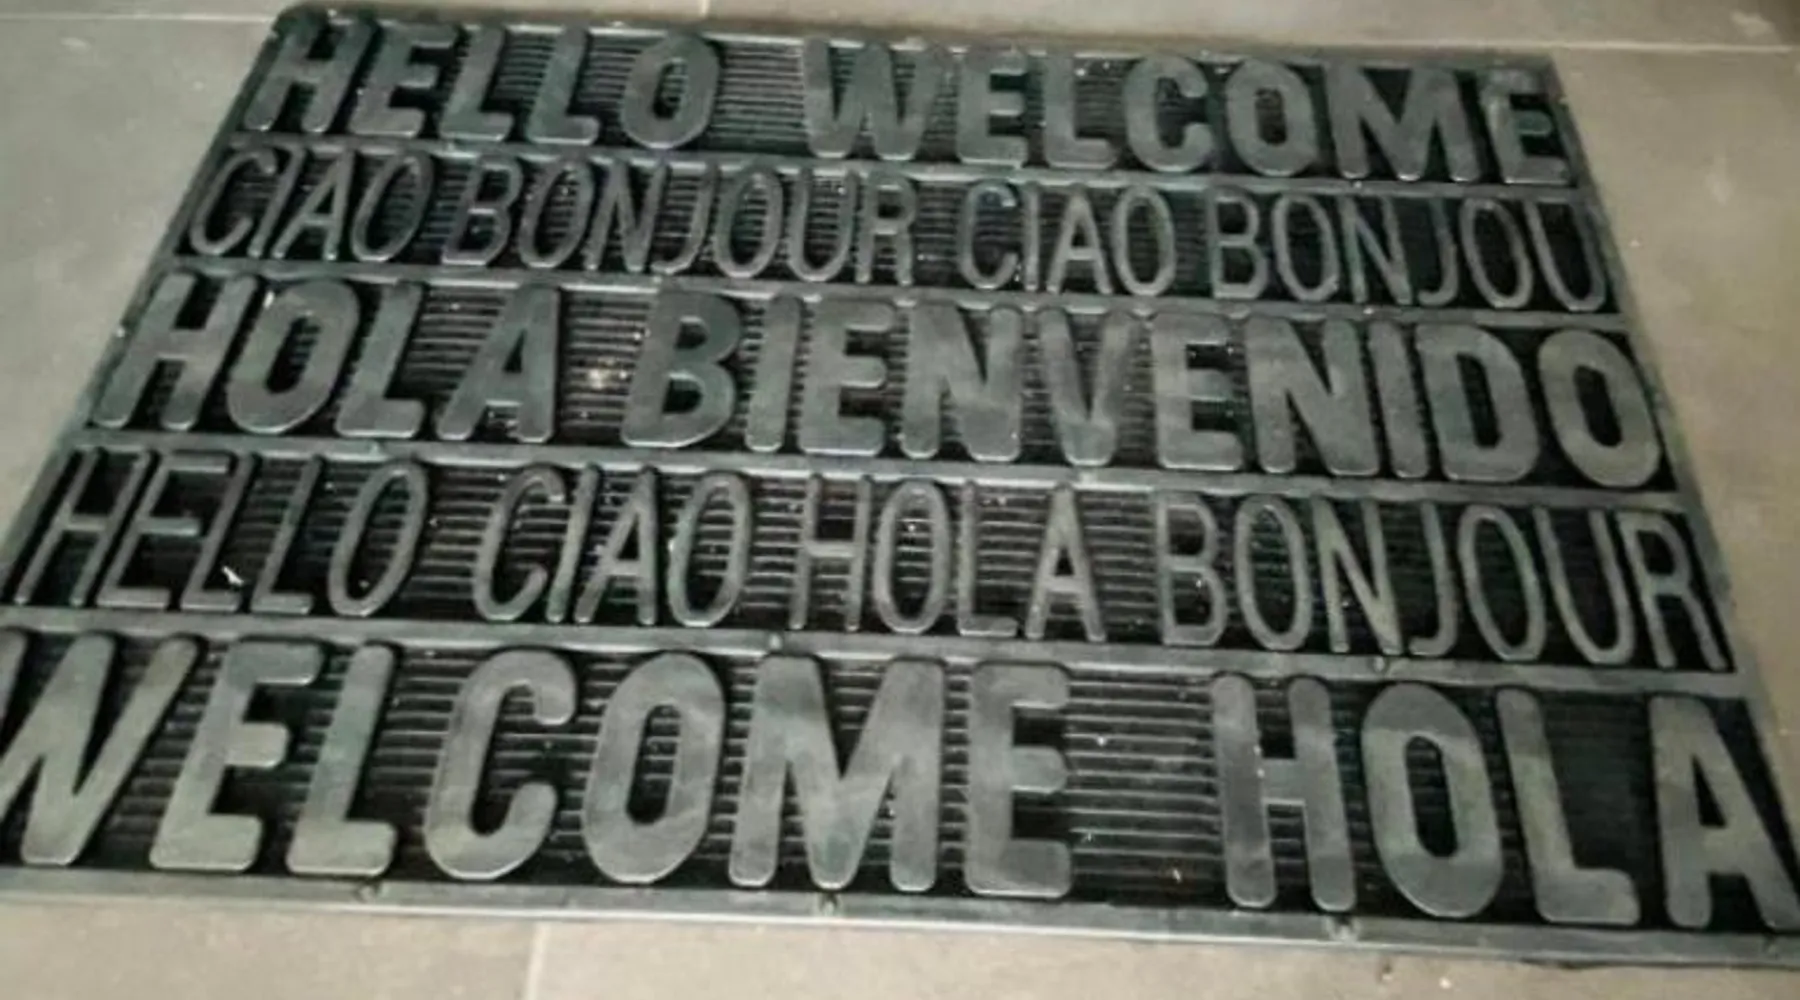 HELLO WELCOME
CIAO BONJOUR CIAO BONJOU
HOLA BIENVENIDO
HELLO CIAO HOLA BONJOUR
WELCOME HOLA